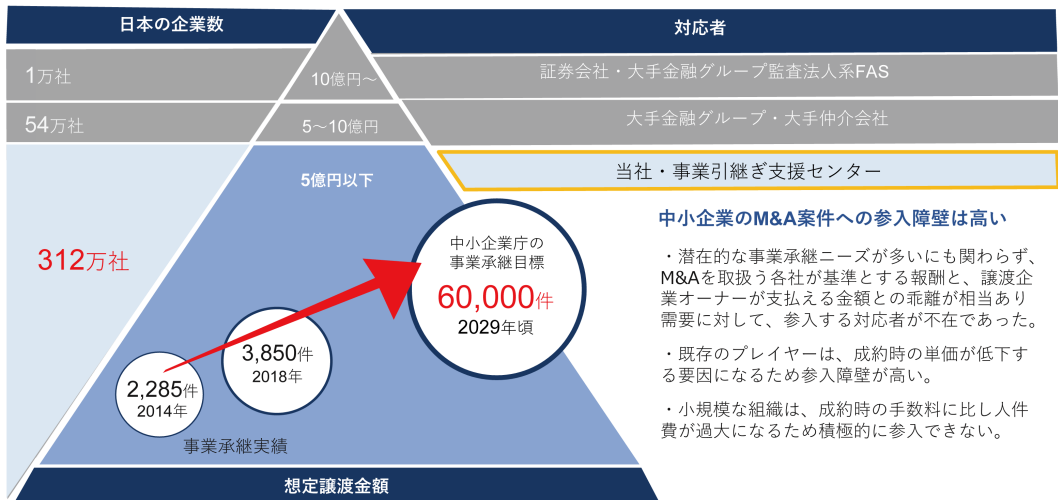 日本の企業数
対応者
1万社
10億円〜
証券会社・大手金融グループ監査法人系FAS
54万社
5〜10億円
大手金融グループ・大手仲介会社
5億円以下
当社・事業引継ぎ支援センター
312万社
中小企業庁の
事業承継目標
60,000件
2029年頃
3,850件
2018年
2,285件
2014年
事業承継実績
中小企業のM&A案件への参入障壁は高い
・潜在的な事業承継ニーズが多いにも関わらず、
M&Aを取扱う各社が基準とする報酬と、譲渡企
業オーナーが支払える金額との乖離が相当あり
需要に対して、参入する対応者が不在であった。
・既存のプレイヤーは、成約時の単価が低下す
る要因になるため参入障壁が高い。
・小規模な組織は、成約時の手数料に比し人件
費が過大になるため積極的に参入できない。
想定譲渡金額